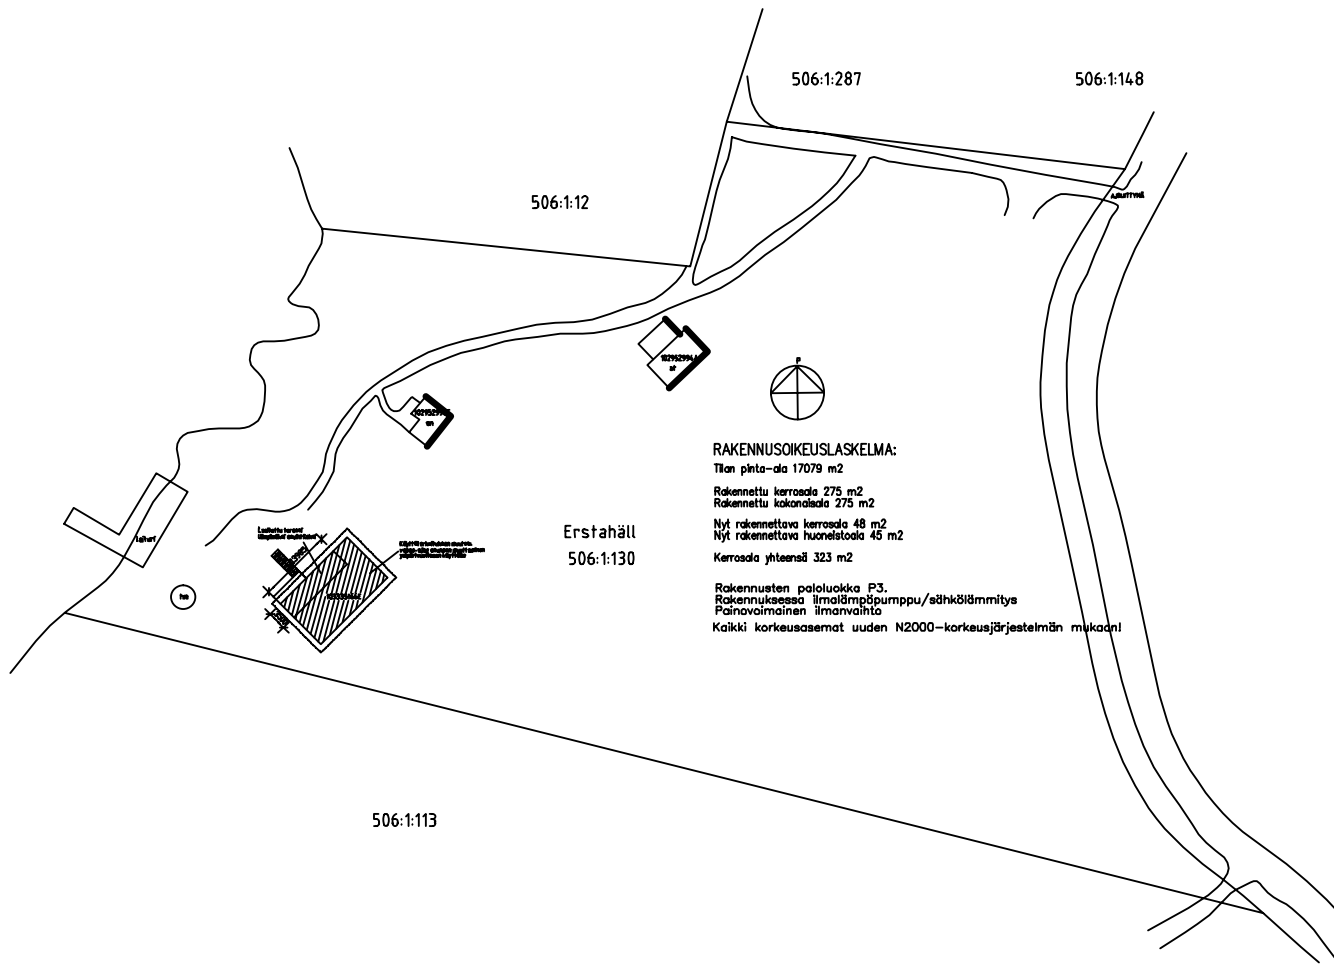 506:1:287
506:1:148
506:1:12
AJOLIITTYMÄ
P
at
RAKENNUSOIKEUSLASKELMA:
Tilan pinta-ala 17079 m2
Rakennettu kerrosala 275 m2
Rakennettu kokonaisala 275 m2
Nyt rakennettava kerrosala 48 m2
Nyt rakennettava huoneistoala 45 m2
Kerrosala yhteensä 323 m2
Rakennusten paloluokka P3.
Rakennuksessa ilmalämpöpumppu/sähkölämmitys
Painovoimainen ilmanvaihto
Kaikki korkeusasemat uuden N2000-korkeusjärjestelmän mukaan!
Erstahäll
506:1:130
laituri
506:1:113